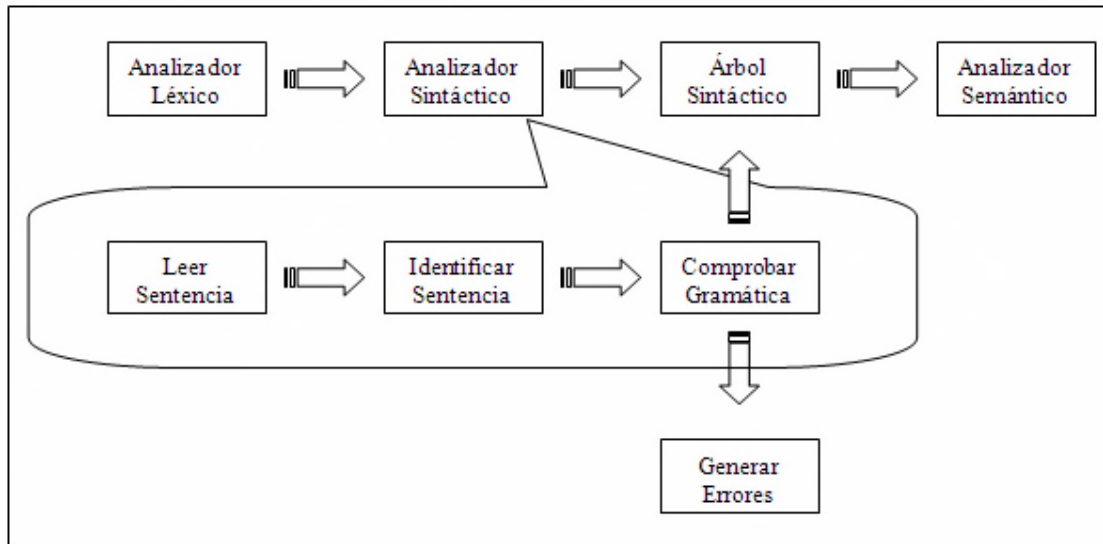 Analizador
Léxico
Analizador
Sintáctico
Árbol
Sintáctico
Analizador
Semántico
Leer
Sentencia
Identificar
Sentencia
Comprobar
Gramática
Generar
Errores